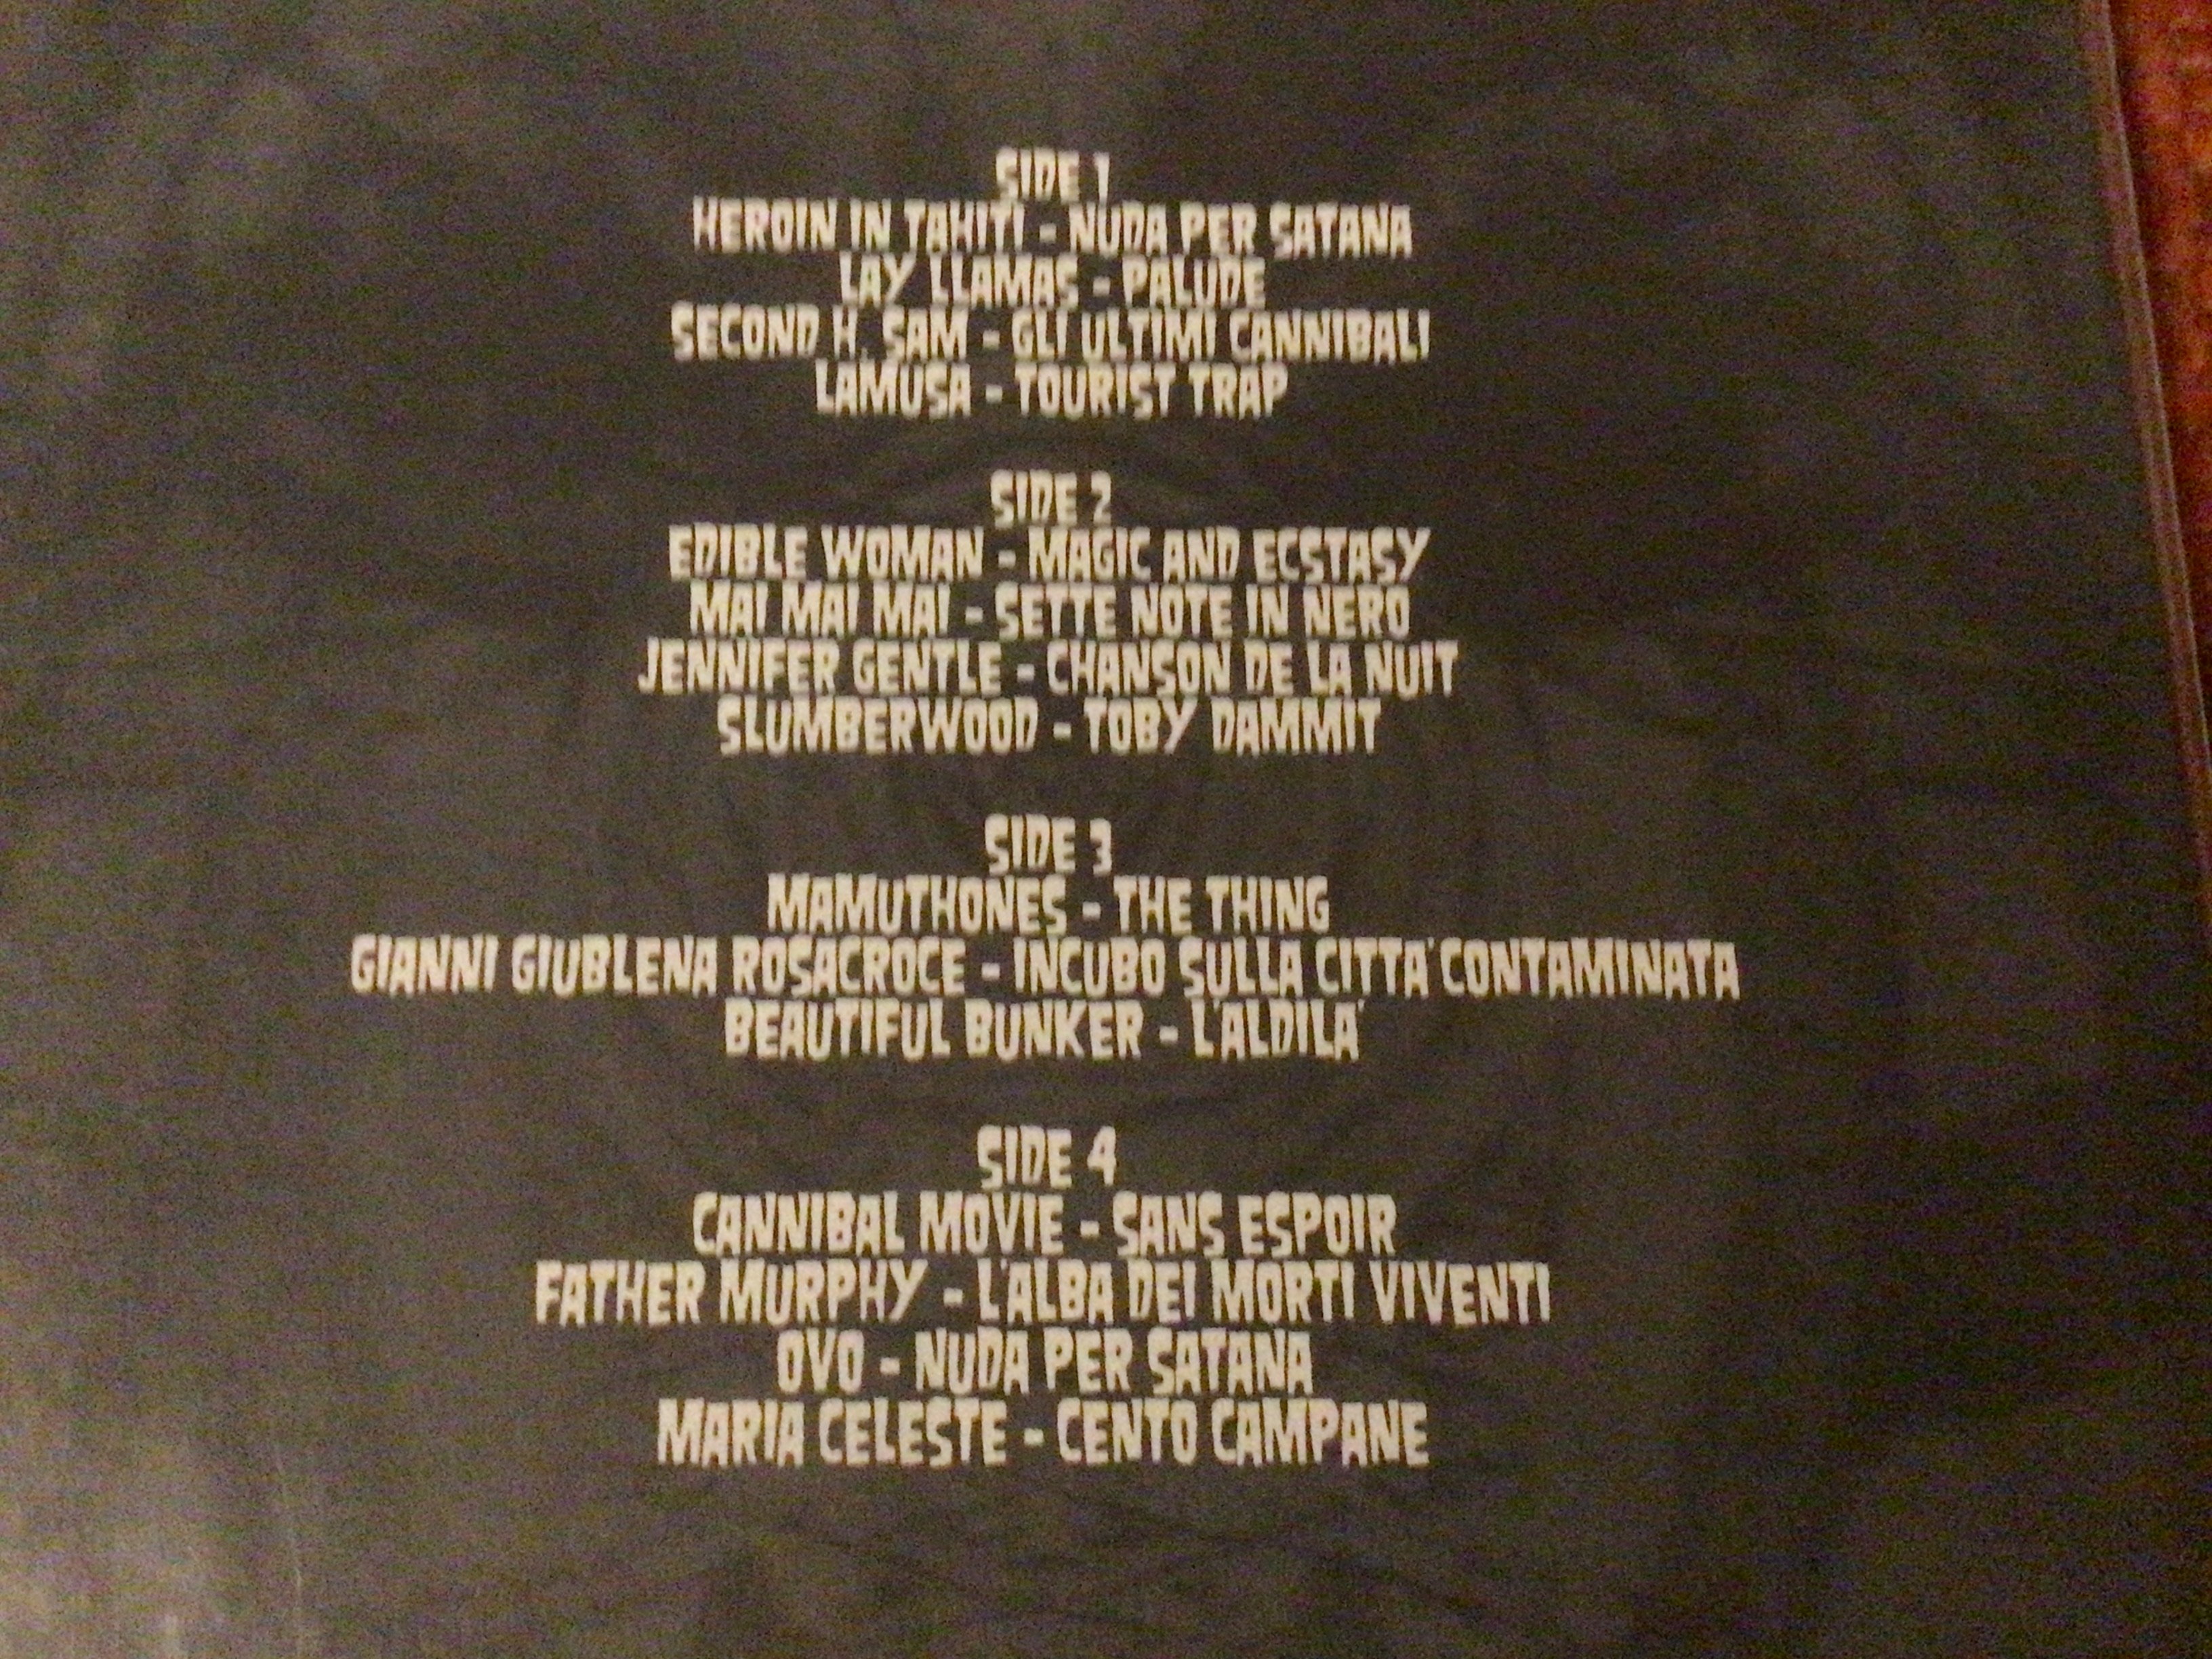 SIDE 1
HEROIN IN TAHITI - NUDA PER SATANA
LAY LLAMAS - PALUDE
SECOND H. SAM - GLI ULTIMI CANNIBALI
LAMUSA - TOURIST TRAP
SIDE 2
EDIBLE WOMAN - MAGIC AND ECSTASY
MAI MAI MAI - SETTE NOTE IN NERO
JENNIFER GENTLE - CHANSON DE LA NUIT
SLUMBERWOOD - TOBY DAMMIT
SIDE 3
MAMUTHONES - THE THING
GIANNI GIUBLENA ROSACROCE - INCUBO SULLA CITTA' CONTAMINATA
BEAUTIFUL BUNKER - L'ALDILA'
SIDE 4
CANNIBAL MOVIE - SANS ESPOIR
FATHER MURPHY - L'ALBA DEI MORTI VIVENTI
OVO - NUDA PER SATANA
MARIA CELESTE - CENTO CAMPANE